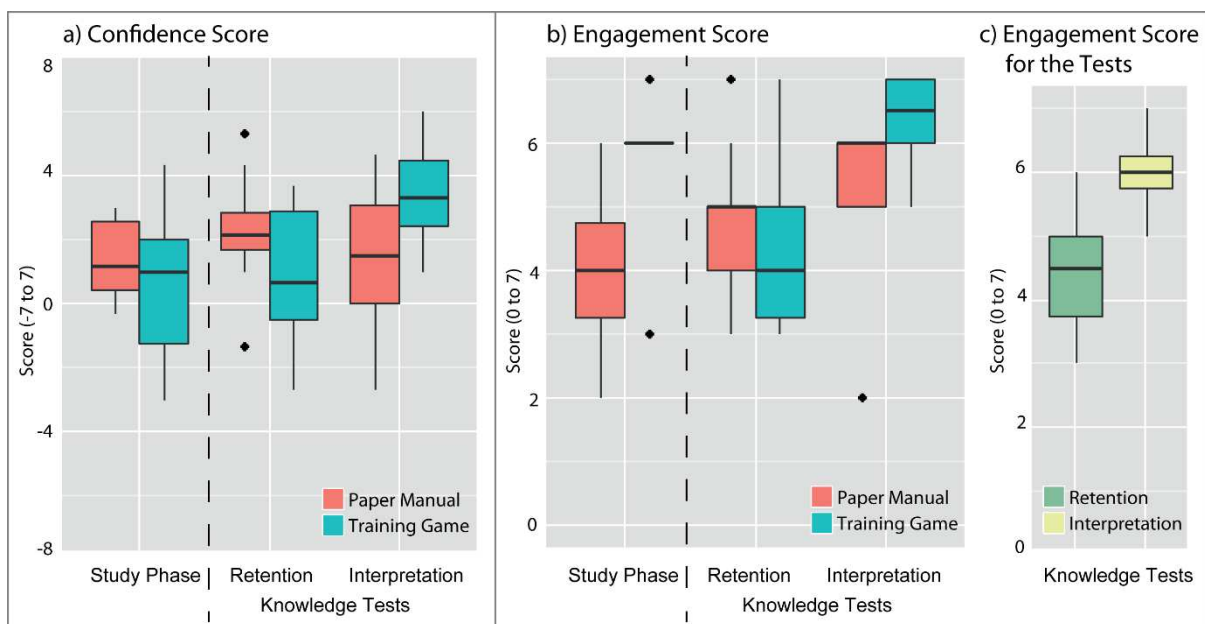 a) Confidence Score
8
4
0
-4
-8
Score (-7 to 7)
Paper Manual
Training Game
Study Phase
Retention
Interpretation
Knowledge Tests
b) Engagement Score
6
4
2
0
Score (0 to 7)
Paper Manual
Training Game
Study Phase
Retention
Interpretation
Knowledge Tests
c) Engagement Score
for the Tests
6
4
2
0
Score (0 to 7)
Retention
Interpretation
Knowledge Tests